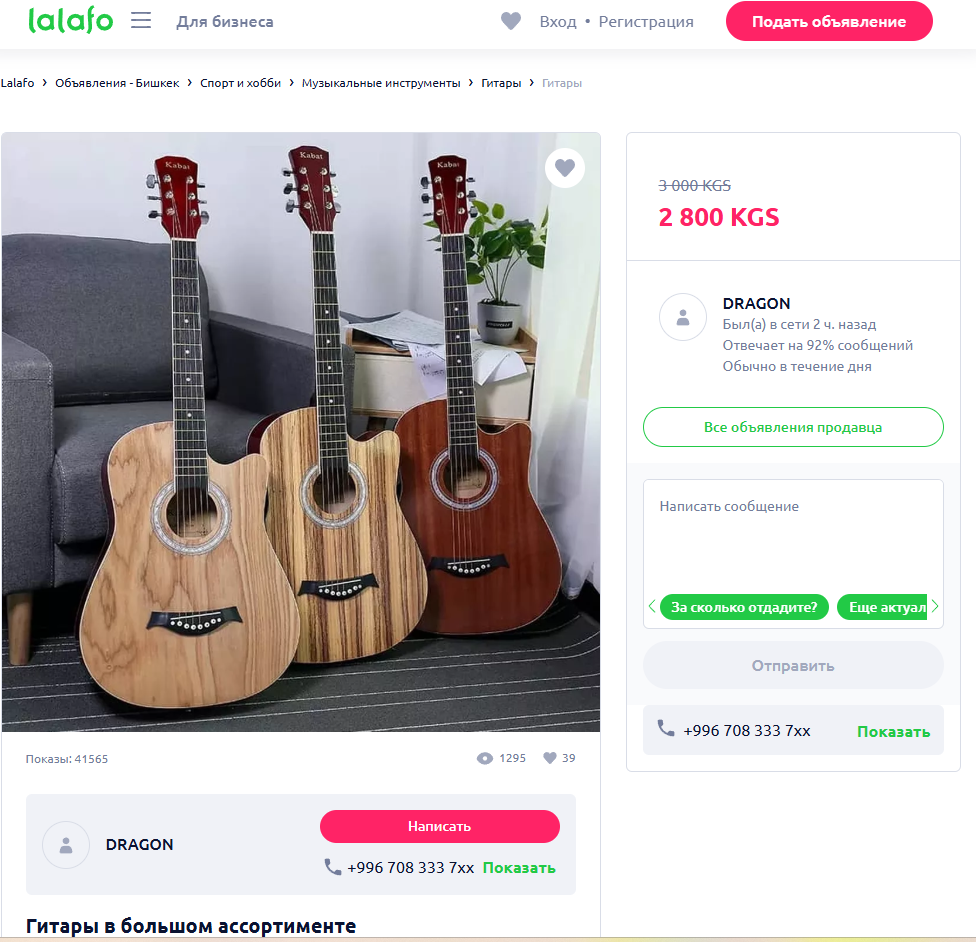 lalafo
Для бизнеса
Вход • Регистрация
Подать объявление
Lalafo > Объявления - Бишкек > Спорт и хобби > Музыкальные инструменты > Гитары > Гитары
Kabat
Kabat
Kabat
3 000 KGS
2 800 KGS
DRAGON
Был(а) в сети 2 ч. назад
Отвечает на 92% сообщений
Обычно в течение дня
Все объявления продавца
Написать сообщение
За сколько отдадите?
Еще актуал
Отправить
+996 708 333 7xx
Показать
Показы: 41565
1295
39
DRAGON
Написать
+996 708 333 7xx Показать
Гитары в большом ассортименте